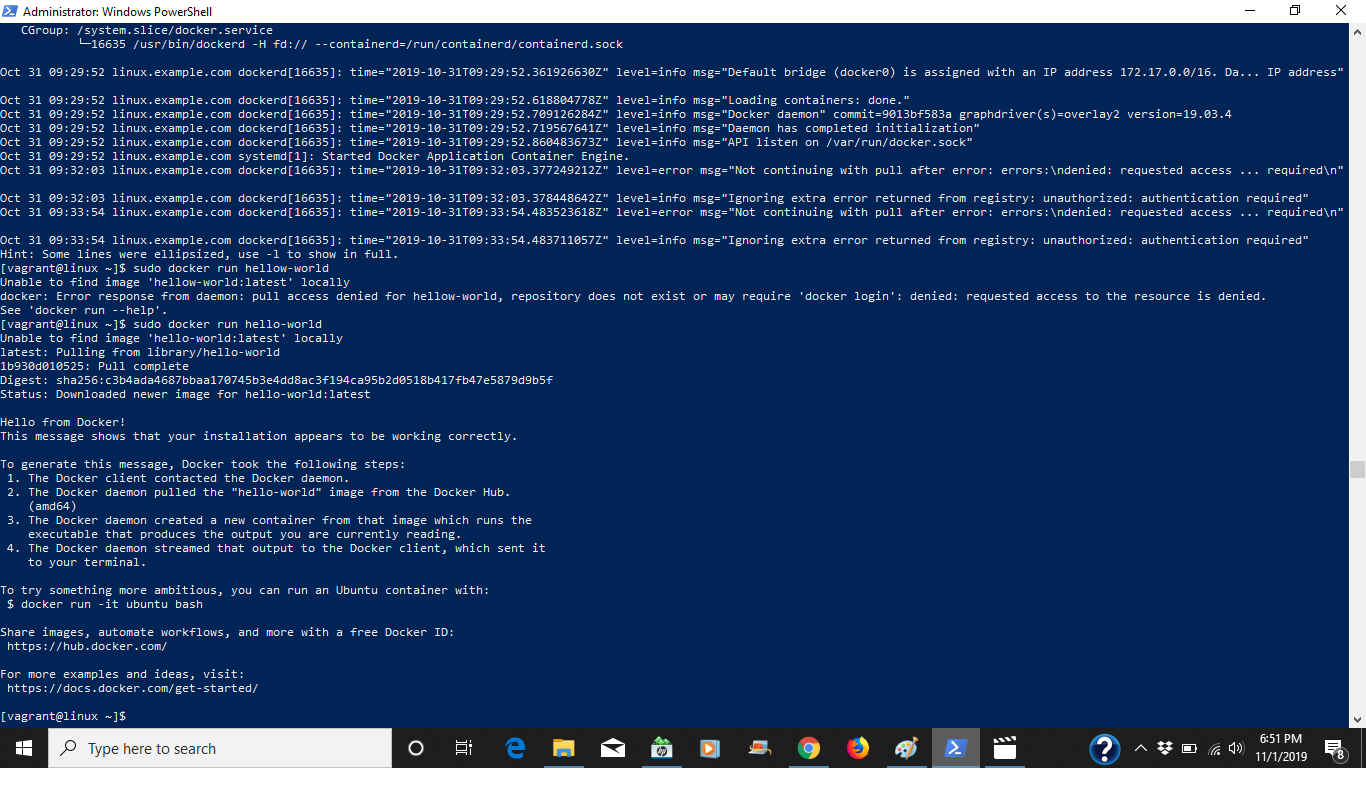 Administrator: Windows PowerShell
CGroup: /system.slice/docker.service
└─16635 /usr/bin/dockerd -H fd:// --containerd=/run/containerd/containerd.sock
Oct 31 09:29:52 linux.example.com dockerd[16635]: time="2019-10-31T09:29:52.361926630Z" level=info msg="Default bridge (docker0) is assigned with an IP address 172.17.0.0/16. Da... IP address"
Oct 31 09:29:52 linux.example.com dockerd[16635]: time="2019-10-31T09:29:52.618804778Z" level=info msg="Loading containers: done."
Oct 31 09:29:52 linux.example.com dockerd[16635]: time="2019-10-31T09:29:52.709126284Z" level=info msg="Docker daemon" commit=9013bf583a graphdriver(s)=overlay2 version=19.03.4
Oct 31 09:29:52 linux.example.com dockerd[16635]: time="2019-10-31T09:29:52.719567641Z" level=info msg="Daemon has completed initialization"
Oct 31 09:29:52 linux.example.com dockerd[16635]: time="2019-10-31T09:29:52.860483673Z" level=info msg="API listen on /var/run/docker.sock"
Oct 31 09:29:52 linux.example.com systemd[1]: Started Docker Application Container Engine.
Oct 31 09:32:03 linux.example.com dockerd[16635]: time="2019-10-31T09:32:03.377249212Z" level=error msg="Not continuing with pull after error: errors:\ndenied: requested access ... required\n"
Oct 31 09:32:03 linux.example.com dockerd[16635]: time="2019-10-31T09:32:03.378448642Z" level=info msg="Ignoring extra error returned from registry: unauthorized: authentication required"
Oct 31 09:33:54 linux.example.com dockerd[16635]: time="2019-10-31T09:33:54.483523618Z" level=error msg="Not continuing with pull after error: errors:\ndenied: requested access ... required\n"
Oct 31 09:33:54 linux.example.com dockerd[16635]: time="2019-10-31T09:33:54.483711057Z" level=info msg="Ignoring extra error returned from registry: unauthorized: authentication required"
Hint: Some lines were ellipsized, use -l to show in full.
[vagrant@linux ~]$ sudo docker run hellow-world
Unable to find image 'hellow-world:latest' locally
docker: Error response from daemon: pull access denied for hellow-world, repository does not exist or may require 'docker login': denied: requested access to the resource is denied.
See 'docker run --help'.
[vagrant@linux ~]$ sudo docker run hello-world
Unable to find image 'hello-world:latest' locally
latest: Pulling from library/hello-world
1b930d010525: Pull complete
Digest: sha256:c3b4ada4687bbaa170745b3e4dd8ac3f194ca95b2d0518b417fb47e5879d9b5f
Status: Downloaded newer image for hello-world:latest
Hello from Docker!
This message shows that your installation appears to be working correctly.
To generate this message, Docker took the following steps:
1. The Docker client contacted the Docker daemon.
2. The Docker daemon pulled the "hello-world" image from the Docker Hub.
(amd64)
3. The Docker daemon created a new container from that image which runs the
executable that produces the output you are currently reading.
4. The Docker daemon streamed that output to the Docker client, which sent it
to your terminal.
To try something more ambitious, you can run an Ubuntu container with:
$ docker run -it ubuntu bash
Share images, automate workflows, and more with a free Docker ID:
https://hub.docker.com/
For more examples and ideas, visit:
https://docs.docker.com/get-started/
[vagrant@linux ~]$
Type here to search
6:51 PM
11/1/2019
8